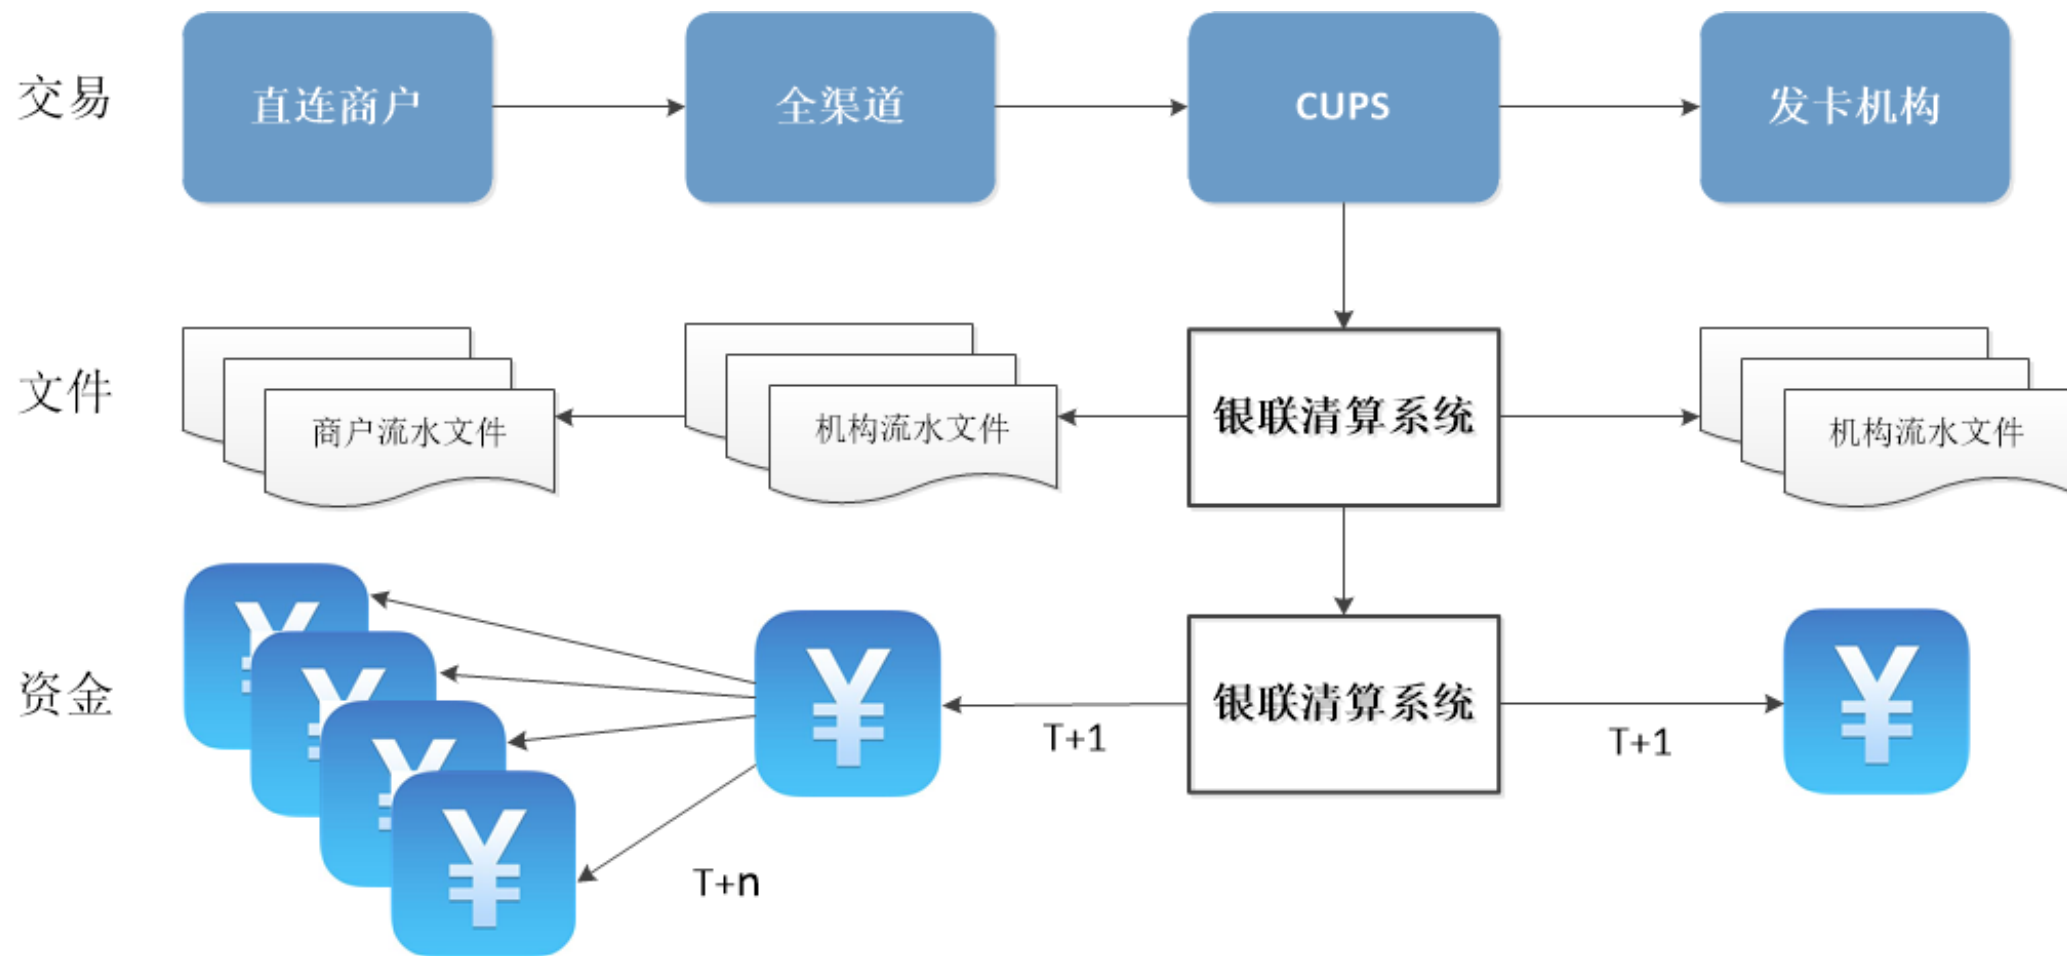 交易
直连商户
全渠道
CUPS
发卡机构
文件
商户流水文件
机构流水文件
银联清算系统
机构流水文件
资金
¥
¥
¥
¥
¥
T+n
T+1
银联清算系统
T+1
¥